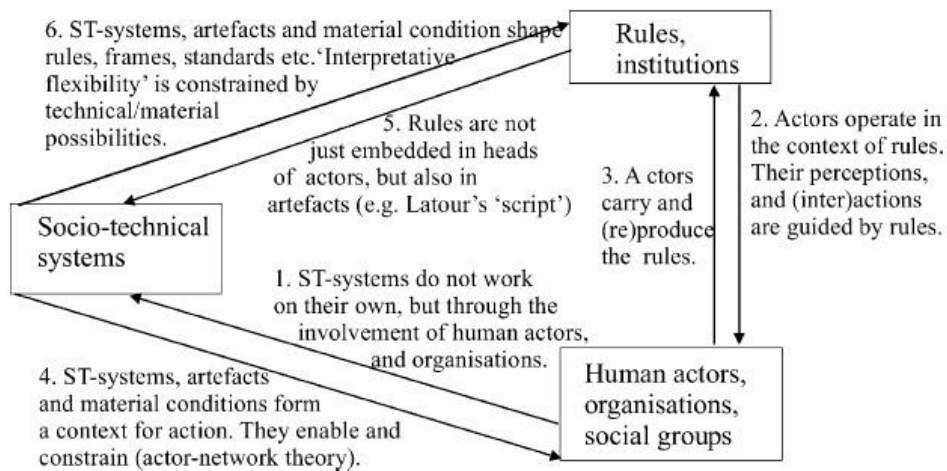 6. ST-systems, artefacts and material condition shape
rules, frames, standards etc.‘Interpretative
flexibility’ is constrained by
technical/material
possibilities.
Rules,
institutions
5. Rules are not
just embedded in heads
of actors, but also in
artefacts (e.g. Latour’s ‘script’)
3. A ctors
carry and
(re)produce
the rules.
2. Actors operate in
the context of rules.
Their perceptions,
and (inter)actions
are guided by rules.
Socio-technical
systems
1. ST-systems do not work
on their own, but through the
involvement of human actors,
and organisations.
4. ST-systems, artefacts
and material conditions form
a context for action. They enable and
constrain (actor-network theory).
Human actors,
organisations,
social groups